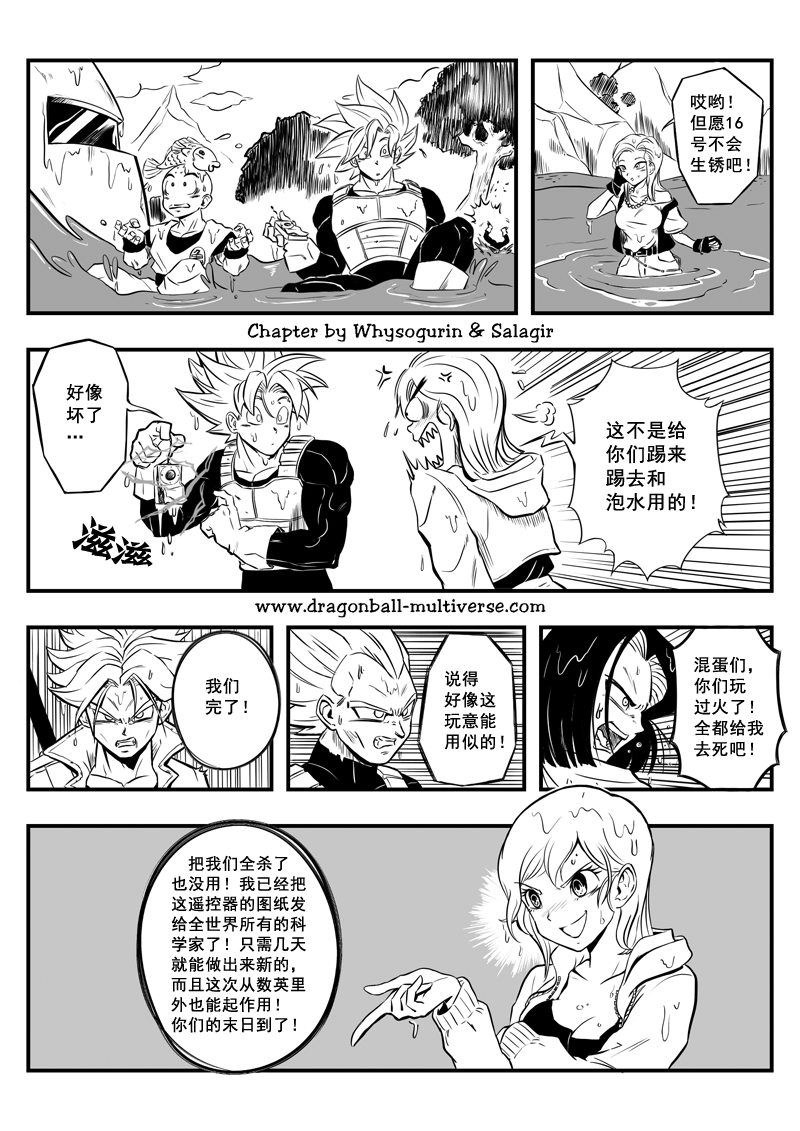 哎哟！
但愿16
号不会
生锈吧！
Chapter by Whysogurin & Salagir
好像
坏了
…
滋滋
这不是给
你们踢来
踢去和
泡水用的！
www.dragonball-multiverse.com
我们
完了！
说得
好像这
玩意能
用似的！
混蛋们，
你们玩
过火了！
全都给我
去死吧！
把我们全杀了
也没用！我已经把
这遥控器的图纸发
给全世界所有的科
学家了！只需几天
就能做出来新的，
而且这次从数英里
外也能起作用！
你们的末日到了！